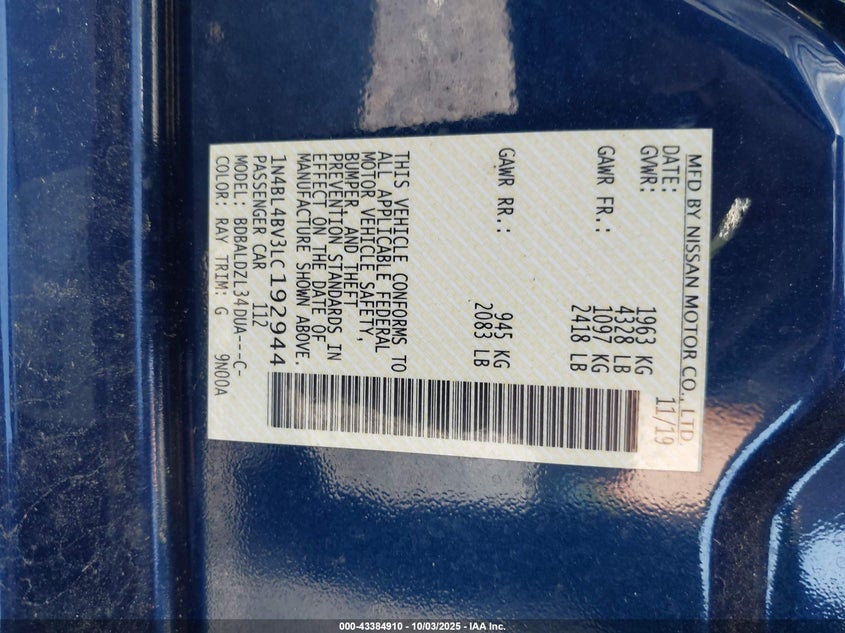 MFD BY NISSAN MOTOR CO., LTD.
DATE: 11/19
GVWR: 1963 KG
4328 LB
GAWR FR.: 1097 KG
2418 LB
GAWR RR.: 945 KG
2083 LB
THIS VEHICLE CONFORMS TO
ALL APPLICABLE FEDERAL
MOTOR VEHICLE SAFETY,
BUMPER, AND THEFT
PREVENTION STANDARDS IN
EFFECT ON THE DATE OF
MANUFACTURE SHOWN ABOVE.
1N4BL4BV3LC192944
PASSENGER CAR 112
MODEL: BDBALDZL34DUA---C-
COLOR: RAY TRIM: G 9N00A
000-43384910 - 10/03/2025 - IAA Inc.